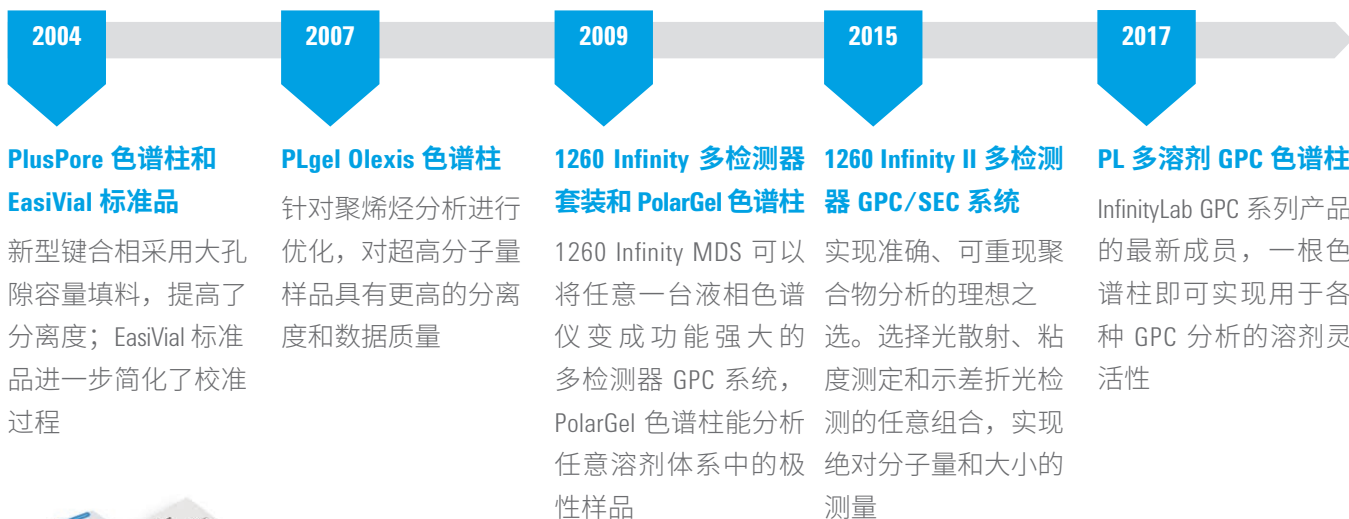 2004
2007
2009
2015
2017
PlusPore 色谱柱和
EasiVial 标准品
新型键合相采用大孔
隙容量填料，提高了
分离度；EasiVial 标准
品进一步简化了校准
过程
PLgel Olexis 色谱柱
针对聚烯烃分析进行
优化，对超高分子量
样品具有更高的分离
度和数据质量
1260 Infinity 多检测器
套装和 PolarGel 色谱柱
1260 Infinity MDS 可以
将任意一台液相色谱
仪变成功能强大的
多检测器 GPC 系统，
PolarGel 色谱柱能分析
任意溶剂体系中的极
性样品
1260 Infinity II 多检测
器 GPC/SEC 系统
实现准确、可重现聚
合物分析的理想之
选。选择光散射、粘
度测定和示差折光检
测的任意组合，实现
绝对分子量和大小的
测量
PL 多溶剂 GPC 色谱柱
InfinityLab GPC 系列产品
的最新成员，一根色
谱柱即可实现用于各
种 GPC 分析的溶剂灵
活性